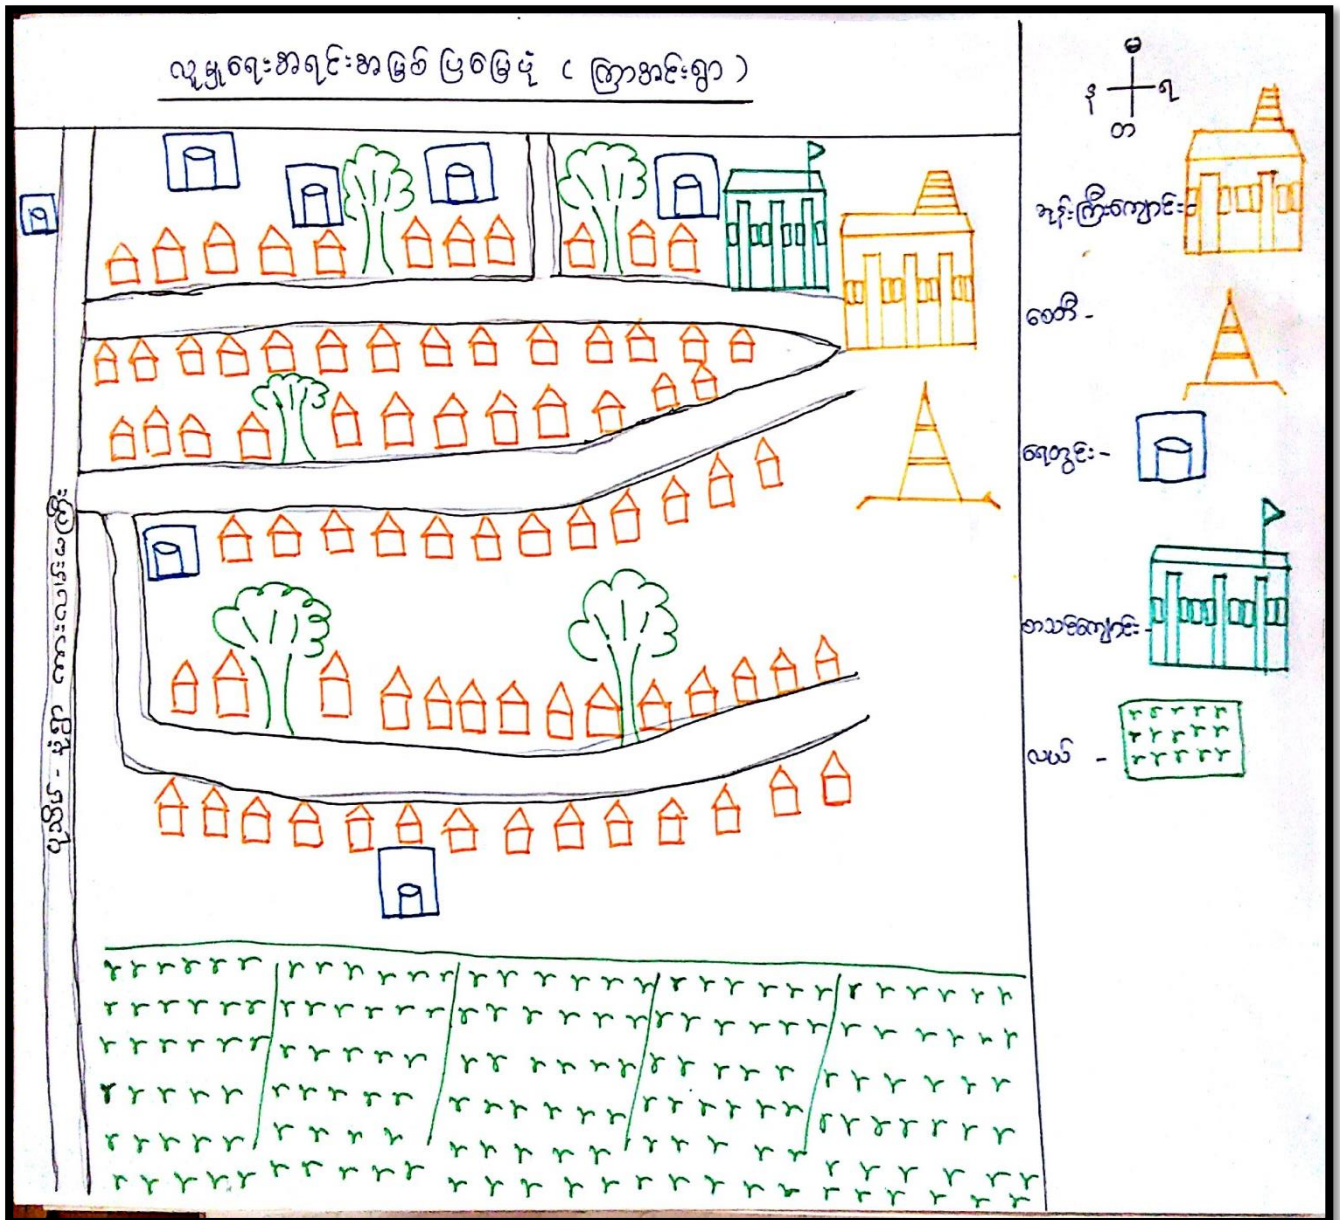 လူမှုရေးအရင်းအမြစ် ပြမြေပုံ ( ကြာအင်းရွာ )
မ
န ရ
တ
ဘုန်းကြီးကျောင်း
စေတီ -
ရေတွင်း -
စာသင်ကျောင်း -
လယ် -